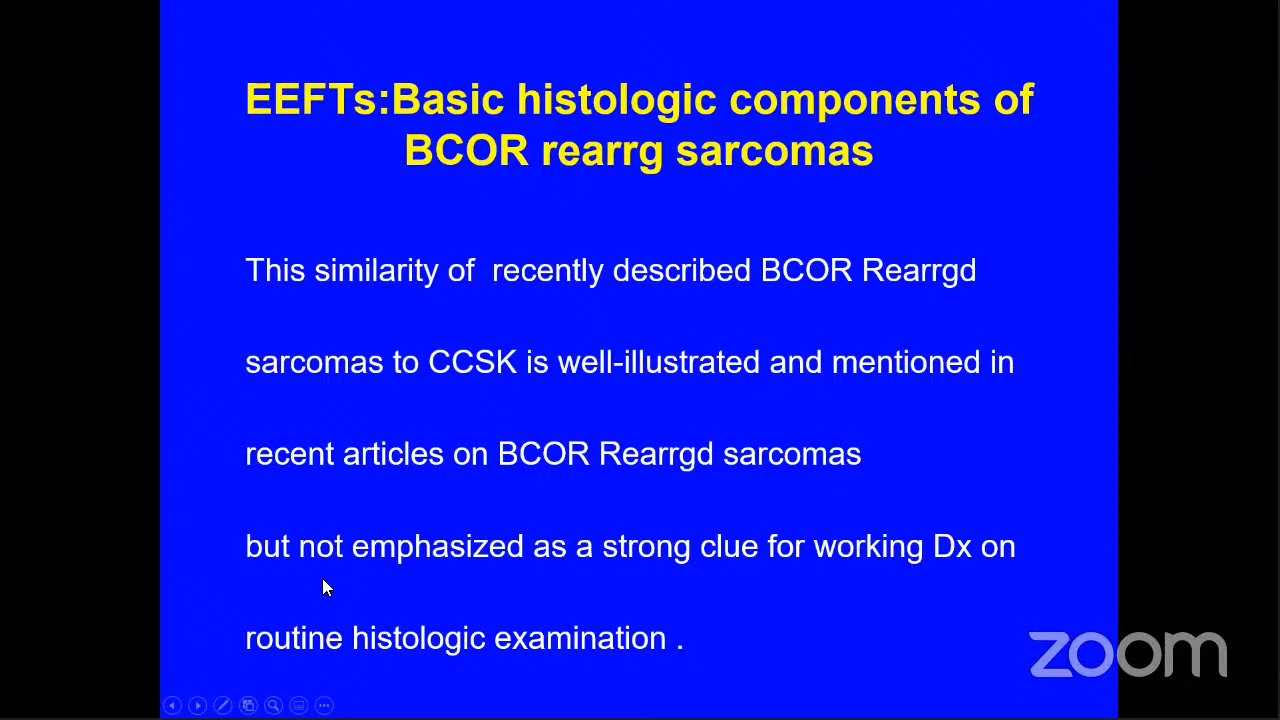 EEFTs:Basic histologic components of
BCOR rearrg sarcomas
This similarity of recently described BCOR Rearrgd
sarcomas to CCSK is well-illustrated and mentioned in
recent articles on BCOR Rearrgd sarcomas
but not emphasized as a strong clue for working Dx on
routine histologic examination .
zoom